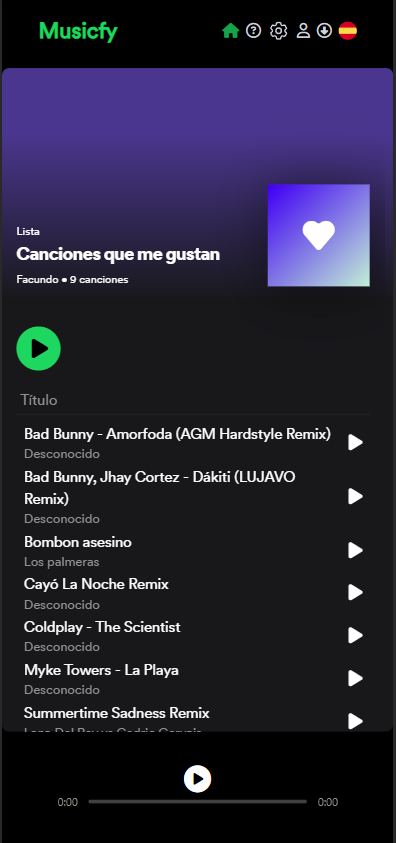 Musicfy
Lista
Canciones que me gustan
Facundo • 9 canciones
Título
Bad Bunny - Amorfoda (AGM Hardstyle Remix)
Desconocido
Bad Bunny, Jhay Cortez - Dákiti (LUJAVO
Remix)
Desconocido
Bombon asesino
Los palmeras
Cayó La Noche Remix
Desconocido
Coldplay - The Scientist
Desconocido
Myke Towers - La Playa
Desconocido
Summertime Sadness Remix
0:00
0:00